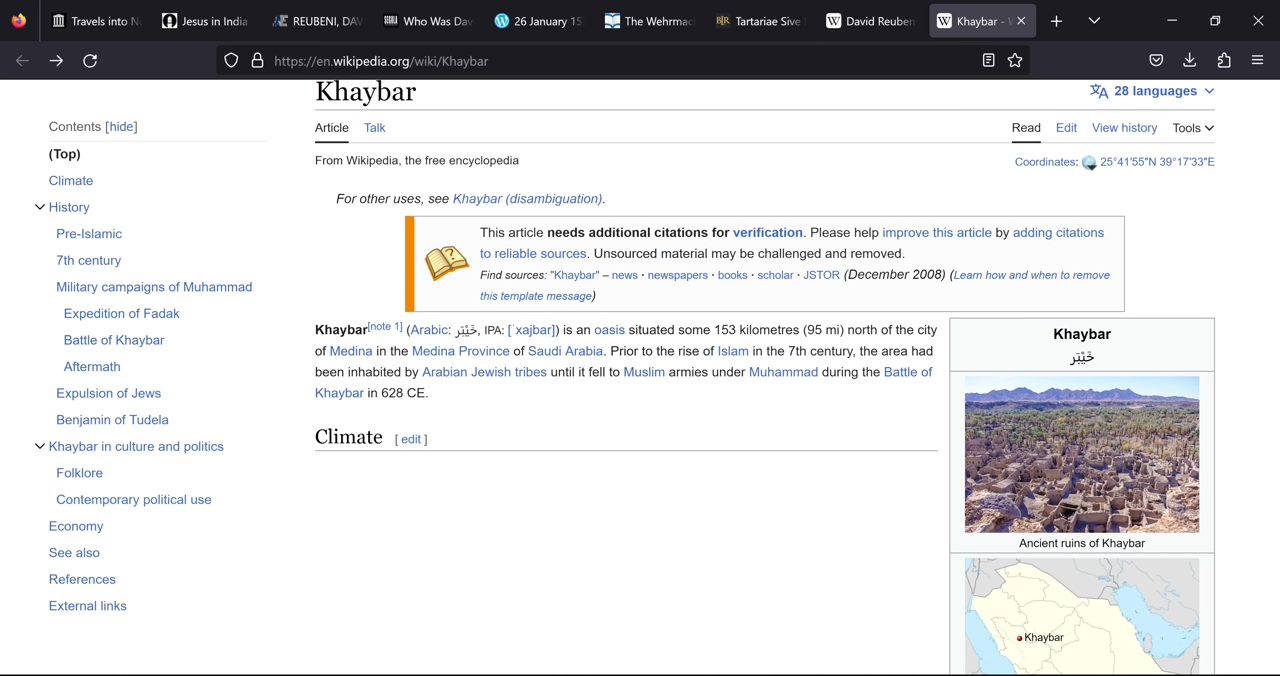 Travels into N
Jesus in India
REUBENI, DAV
Who Was Dav
26 January 15
The Wehrmac
Tartariae Sive
David Reuben
Khaybar - W
https://en.wikipedia.org/wiki/Khaybar
Khaybar
28 languages
Contents [hide]
(Top)
Climate
History
Pre-Islamic
7th century
Military campaigns of Muhammad
Expedition of Fadak
Battle of Khaybar
Aftermath
Expulsion of Jews
Benjamin of Tudela
Khaybar in culture and politics
Folklore
Contemporary political use
Economy
See also
References
External links
Article Talk
Read Edit View history Tools
From Wikipedia, the free encyclopedia
Coordinates: 25°41′55″N 39°17′33″E
For other uses, see Khaybar (disambiguation).
This article needs additional citations for verification. Please help improve this article by adding citations
to reliable sources. Unsourced material may be challenged and removed.
Find sources: "Khaybar" – news · newspapers · books · scholar · JSTOR (December 2008) (Learn how and when to remove
this template message)
Khaybar[note 1] (Arabic: خَيْبَر, IPA: [ˈxajbar]) is an oasis situated some 153 kilometres (95 mi) north of the city
of Medina in the Medina Province of Saudi Arabia. Prior to the rise of Islam in the 7th century, the area had
been inhabited by Arabian Jewish tribes until it fell to Muslim armies under Muhammad during the Battle of
Khaybar in 628 CE.
Climate [ edit ]
Khaybar
خَيْبَر
Ancient ruins of Khaybar
Khaybar